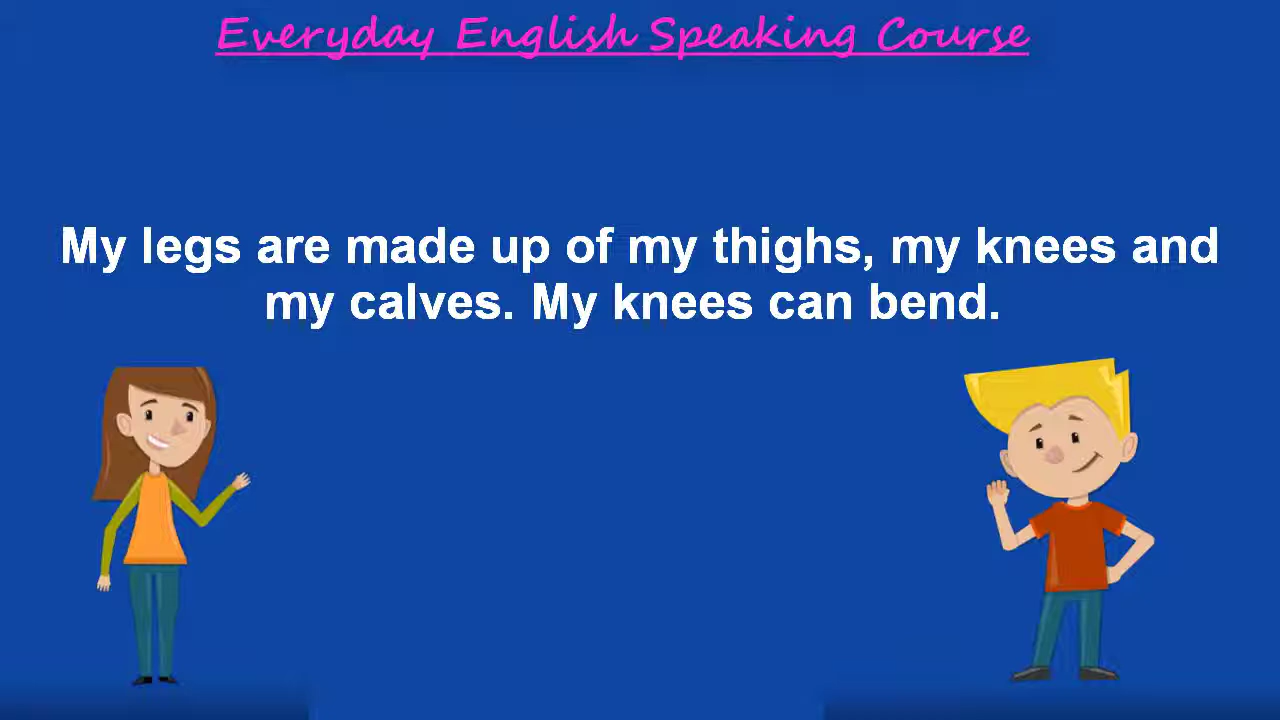 Everyday English Speaking Course
My legs are made up of my thighs, my knees and
my calves. My knees can bend.